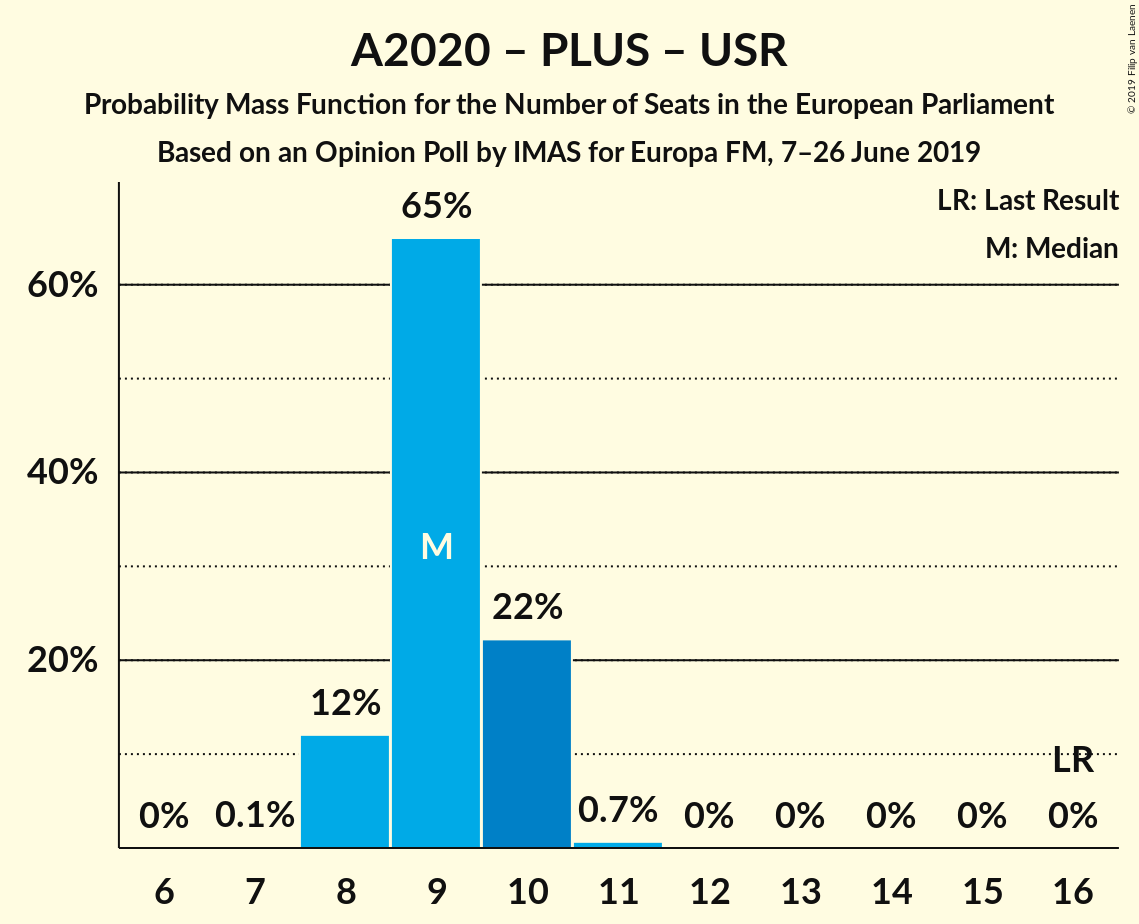 A2020 – PLUS – USR
Probability Mass Function for the Number of Seats in the European Parliament
Based on an Opinion Poll by IMAS for Europa FM, 7–26 June 2019
© 2019 Filip van Laenen
LR: Last Result
M: Median
65%
60%
40%
M
22%
20%
12%
LR
0% 0.1% 0.7% 0% 0% 0% 0% 0%
6 7 8 9 10 11 12 13 14 15 16